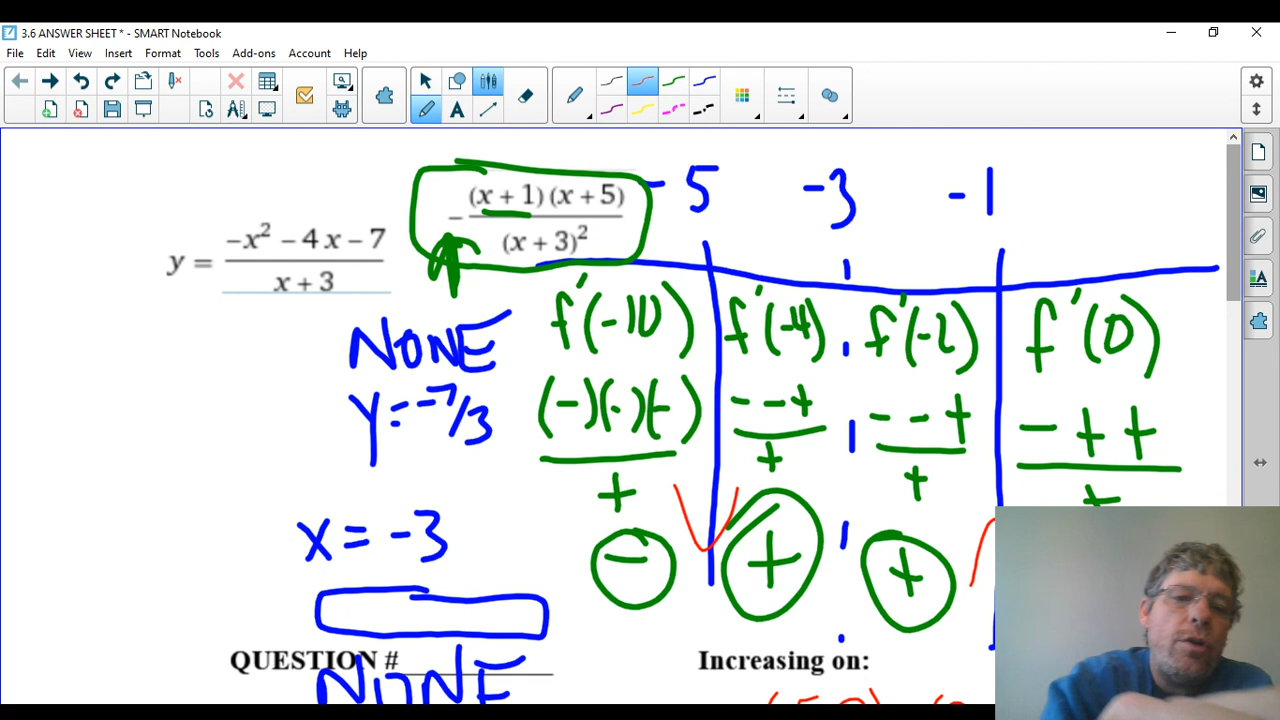 3.6 ANSWER SHEET * - SMART Notebook
File Edit View Insert Format Tools Add-ons Account Help
-(x + 1)(x + 5)/(x + 3)²
-5 -3 -1
y = (-x² - 4x - 7)/(x + 3)
f'(-10) f'(-4) f'(-2) f'(0)
NONE
y = -7/3
(-)(-)(-) --+ --+ -++
+ + + +
x = -3
- + +
QUESTION # Increasing on:
NONE